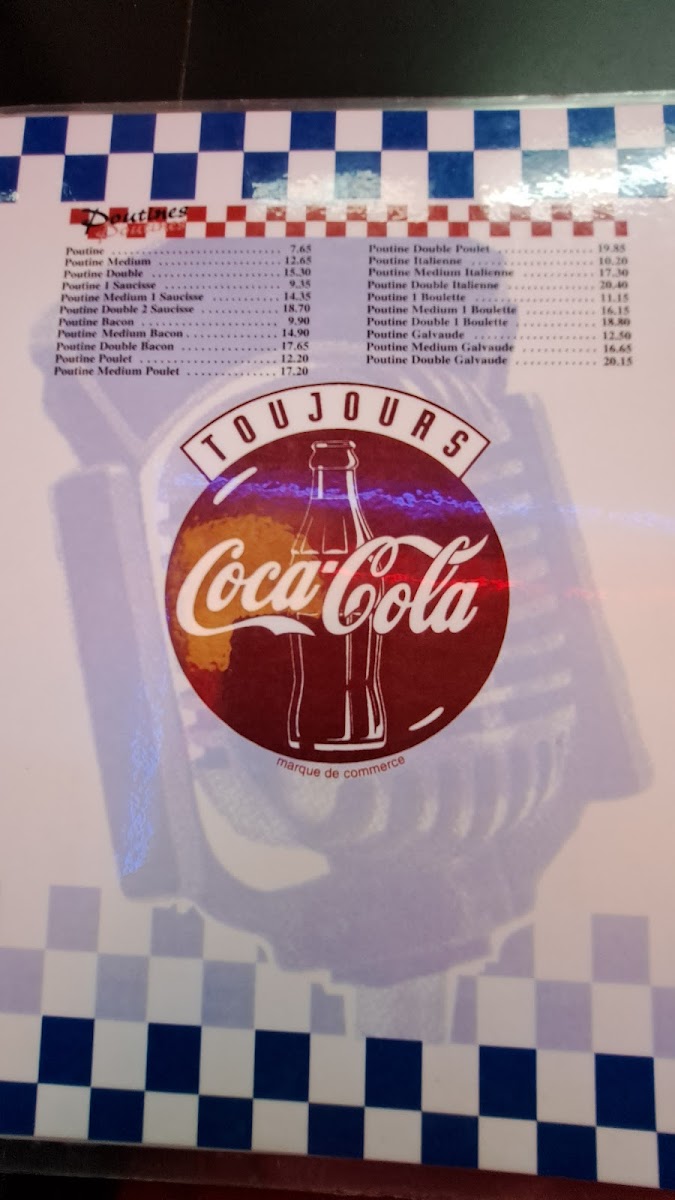 Poutines
Poutine ........ 7.65
Poutine Medium ........ 12.65
Poutine Double ........ 15.30
Poutine 1 Saucisse ........ 9.35
Poutine Medium 1 Saucisse ........ 14.35
Poutine Double 2 Saucisse ........ 18.70
Poutine Bacon ........ 9.90
Poutine Medium Bacon ........ 14.90
Poutine Double Bacon ........ 17.65
Poutine Poulet ........ 12.20
Poutine Medium Poulet ........ 17.20
Poutine Double Poulet ........ 19.85
Poutine Italienne ........ 10.20
Poutine Medium Italienne ........ 17.30
Poutine Double Italienne ........ 20.40
Poutine 1 Boulette ........ 11.15
Poutine Medium 1 Boulette ........ 16.15
Poutine Double 1 Boulette ........ 18.80
Poutine Galvaude ........ 12.50
Poutine Medium Galvaude ........ 16.65
Poutine Double Galvaude ........ 20.15
TOUJOURS
Coca-Cola
marque de commerce